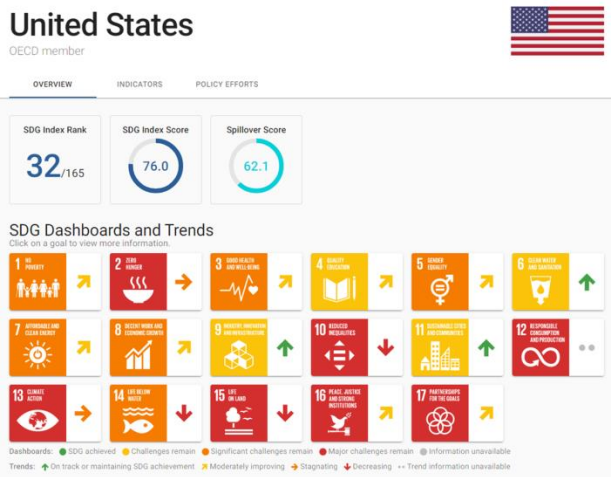 United States
OECD member
OVERVIEW INDICATORS POLICY EFFORTS
SDG Index Rank SDG Index Score Spillover Score
32/165 76.0 62.1
SDG Dashboards and Trends
Click on a goal to view more information.
1 NO POVERTY
2 ZERO HUNGER
3 GOOD HEALTH AND WELL-BEING
4 QUALITY EDUCATION
5 GENDER EQUALITY
6 CLEAN WATER AND SANITATION
7 AFFORDABLE AND CLEAN ENERGY
8 DECENT WORK AND ECONOMIC GROWTH
9 INDUSTRY, INNOVATION AND INFRASTRUCTURE
10 REDUCED INEQUALITIES
11 SUSTAINABLE CITIES AND COMMUNITIES
12 RESPONSIBLE CONSUMPTION AND PRODUCTION
13 CLIMATE ACTION
14 LIFE BELOW WATER
15 LIFE ON LAND
16 PEACE, JUSTICE AND STRONG INSTITUTIONS
17 PARTNERSHIPS FOR THE GOALS
Dashboards: SDG achieved Challenges remain Significant challenges remain Major challenges remain Information unavailable
Trends: On track or maintaining SDG achievement Moderately improving Stagnating Decreasing Trend information unavailable